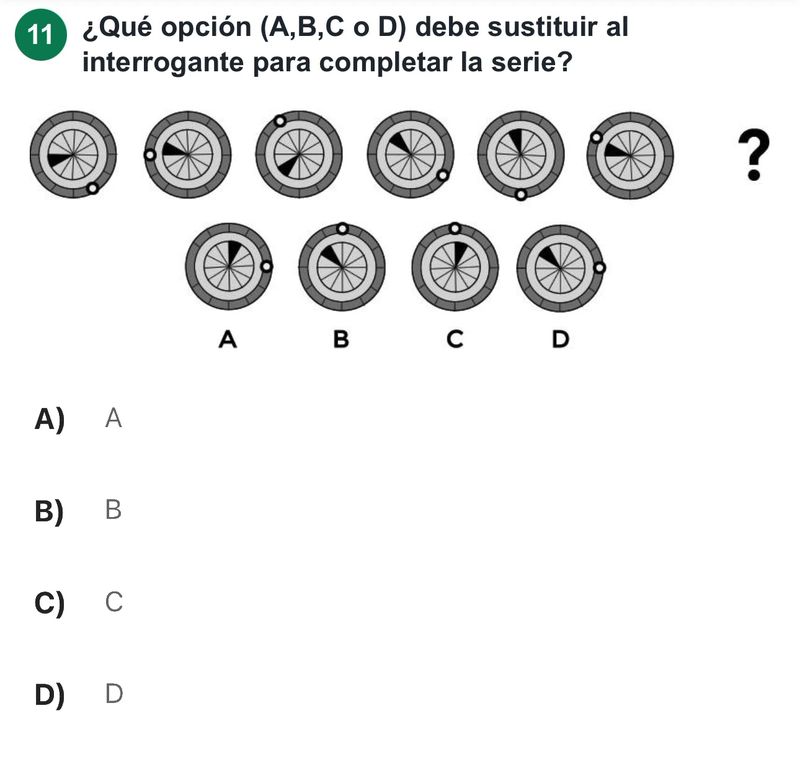 11 ¿Qué opción (A,B,C o D) debe sustituir al
interrogante para completar la serie?
?
A B C D
A) A
B) B
C) C
D) D